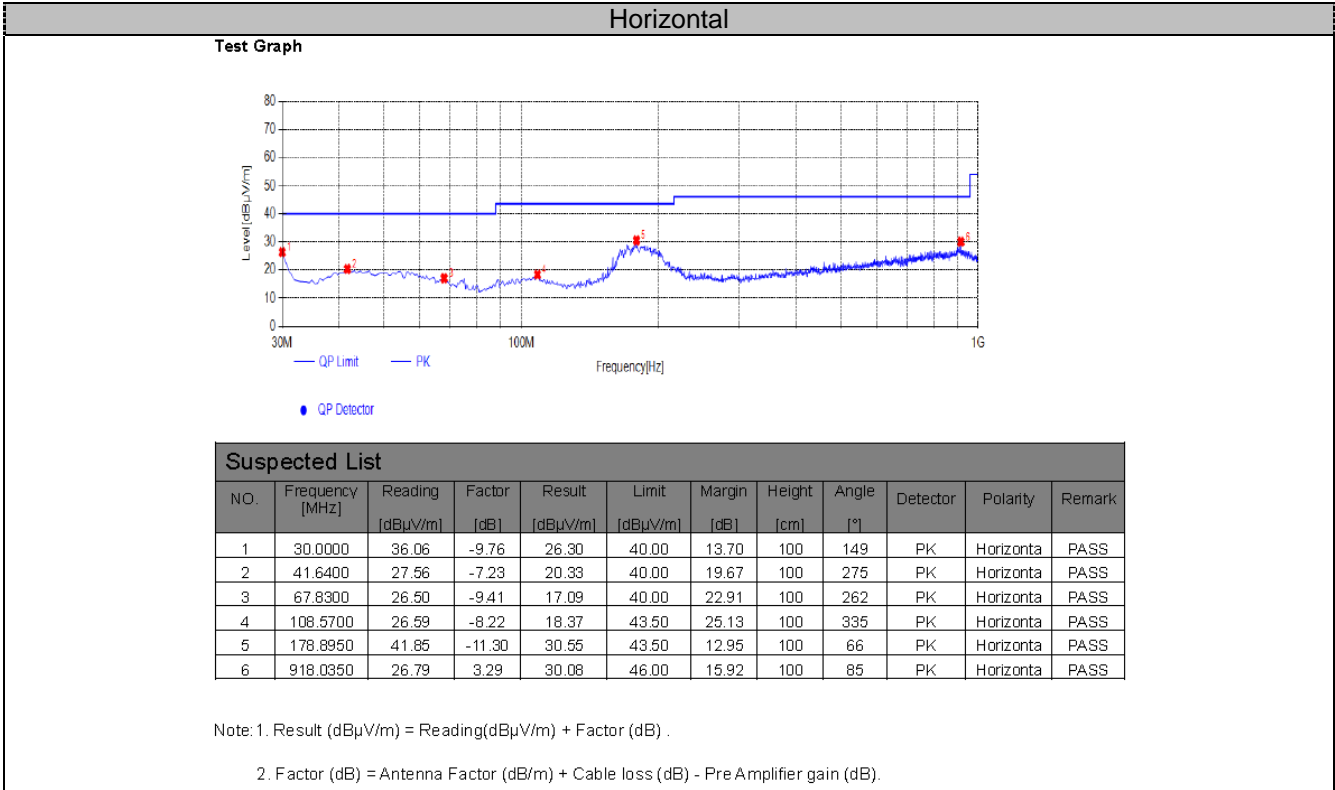 Horizontal
Test Graph
80
70
60
50
40
30
20
10
0
Level[dBµV/m]
1
2
3
4
5
6
30M
100M
1G
Frequency[Hz]
QP Limit
PK
QP Detector
Suspected List
NO. Frequency [MHz] Reading [dBµV/m] Factor [dB] Result [dBµV/m] Limit [dBµV/m] Margin [dB] Height [cm] Angle [°] Detector Polarity Remark
1 30.0000 36.06 -9.76 26.30 40.00 13.70 100 149 PK Horizonta PASS
2 41.6400 27.56 -7.23 20.33 40.00 19.67 100 275 PK Horizonta PASS
3 67.8300 26.50 -9.41 17.09 40.00 22.91 100 262 PK Horizonta PASS
4 108.5700 26.59 -8.22 18.37 43.50 25.13 100 335 PK Horizonta PASS
5 178.8950 41.85 -11.30 30.55 43.50 12.95 100 66 PK Horizonta PASS
6 918.0350 26.79 3.29 30.08 46.00 15.92 100 85 PK Horizonta PASS
Note:1. Result (dBµV/m) = Reading(dBµV/m) + Factor (dB) .
2. Factor (dB) = Antenna Factor (dB/m) + Cable loss (dB) - Pre Amplifier gain (dB).